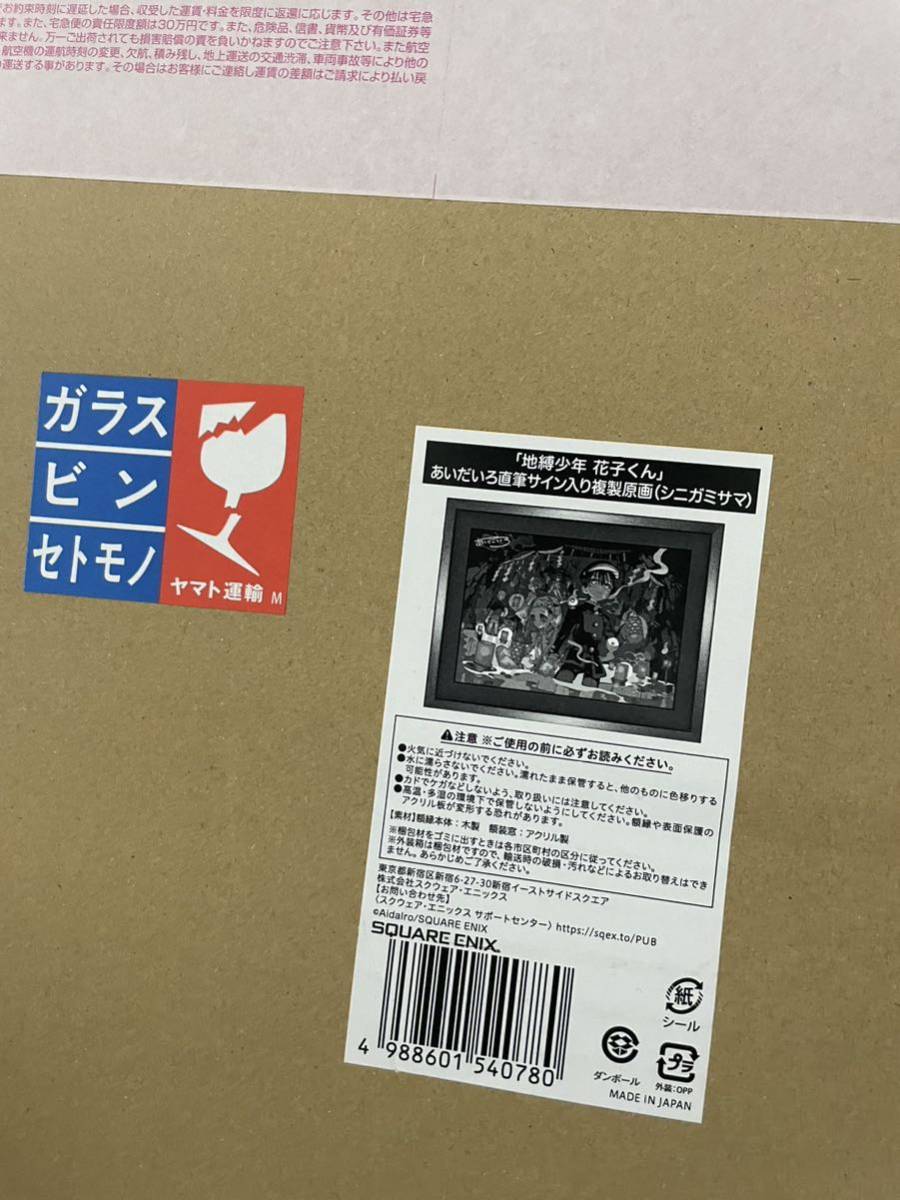 お約束時刻に遅延した場合、収受した運賃・料金を限度に返還に応じます。その他は宅急
ます。また、宅急便の責任限度額は30万円です。また、危険品、信書、貨幣及び有価証券等
来ません。万一ご出荷されても損害賠償の責を負いかねますのでご注意下さい。また航空
航空機の運航時刻の変更、欠航、積み残し、地上運送の交通渋滞、車両事故等により他の
運送する事があります。その場合はお客様にご連絡し運賃の差額はご請求により払い戻
ガラス
ビン
セトモノ
ヤマト運輸 M
「地縛少年 花子くん」
あいだいろ直筆サイン入り複製原画(シニガミサマ)
⚠注意 ※ご使用の前に必ずお読みください。
●火気に近づけないでください。
●水に濡らさないでください。濡れたまま保管すると、他のものに色移りする
可能性があります。
●カドでケガなどしないよう、取り扱いには注意してください。
●高温・多湿の環境下で保管しないようにしてください。額縁や表面保護の
アクリル板が変形する恐れがあります。
【素材】額縁本体：木製 額装窓：アクリル製
※梱包材をゴミに出すときは各市区町村の区分に従ってください。
※外装箱は梱包材ですので、輸送時の破損・汚れなどによるお取り替えはでき
ません。あらかじめご了承ください。
東京都新宿区新宿6-27-30新宿イーストサイドスクエア
株式会社スクウェア・エニックス
【お問い合わせ先】
〈スクウェア・エニックス サポートセンター〉https://sqex.to/PUB
©AidaIro/SQUARE ENIX
SQUARE ENIX.
4 988601 540780
紙
シール
ダンボール
プラ
外装:OPP
MADE IN JAPAN